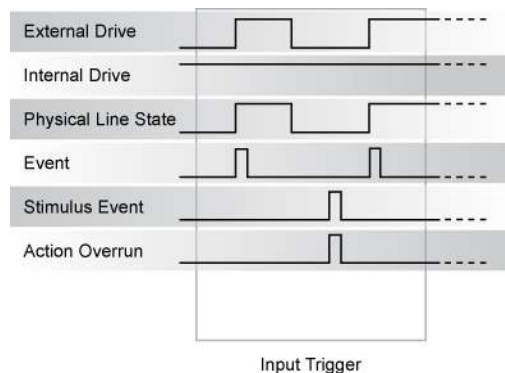 External Drive
Internal Drive
Physical Line State
Event
Stimulus Event
Action Overrun
Input Trigger